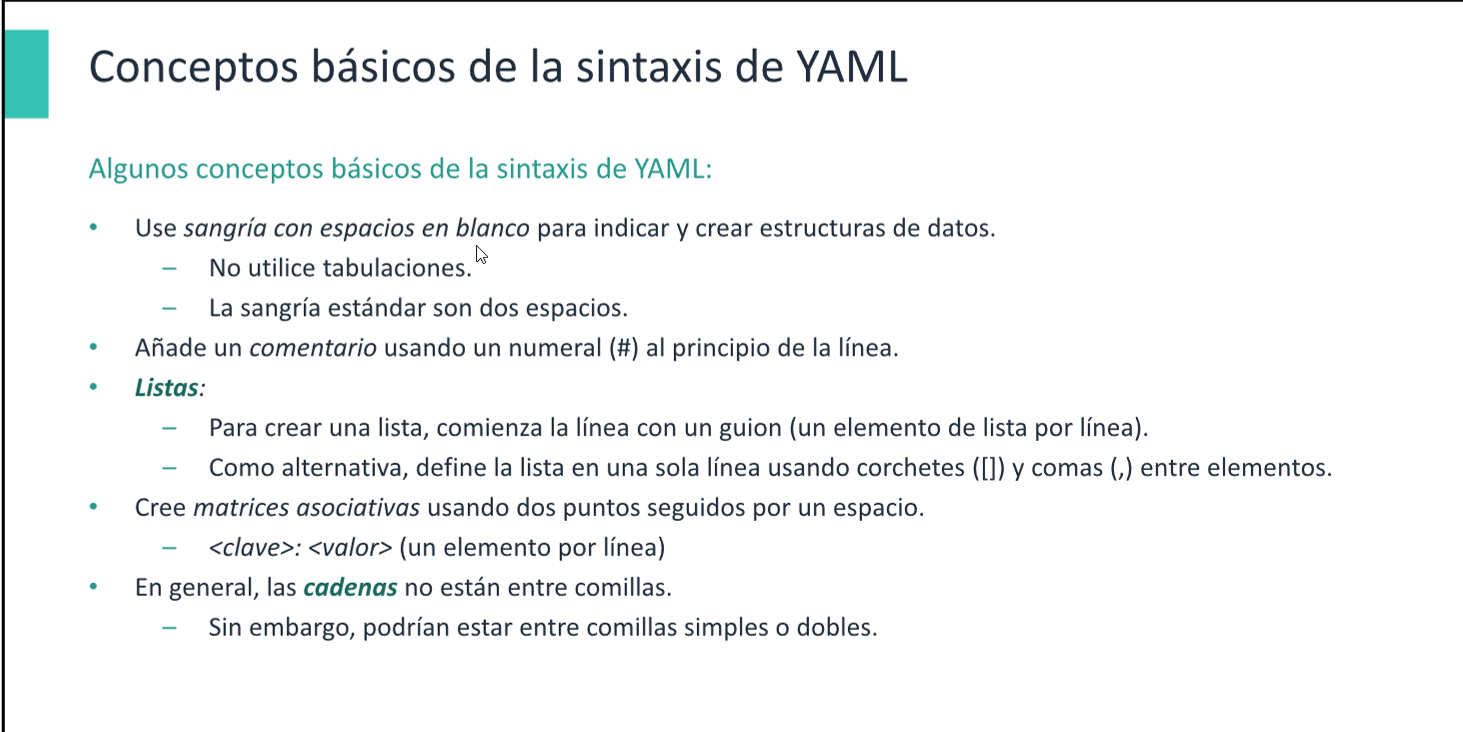 Conceptos básicos de la sintaxis de YAML
Algunos conceptos básicos de la sintaxis de YAML:
• Use sangría con espacios en blanco para indicar y crear estructuras de datos.
– No utilice tabulaciones.
– La sangría estándar son dos espacios.
• Añade un comentario usando un numeral (#) al principio de la línea.
• Listas:
– Para crear una lista, comienza la línea con un guion (un elemento de lista por línea).
– Como alternativa, define la lista en una sola línea usando corchetes ([]) y comas (,) entre elementos.
• Cree matrices asociativas usando dos puntos seguidos por un espacio.
– <clave>: <valor> (un elemento por línea)
• En general, las cadenas no están entre comillas.
– Sin embargo, podrían estar entre comillas simples o dobles.